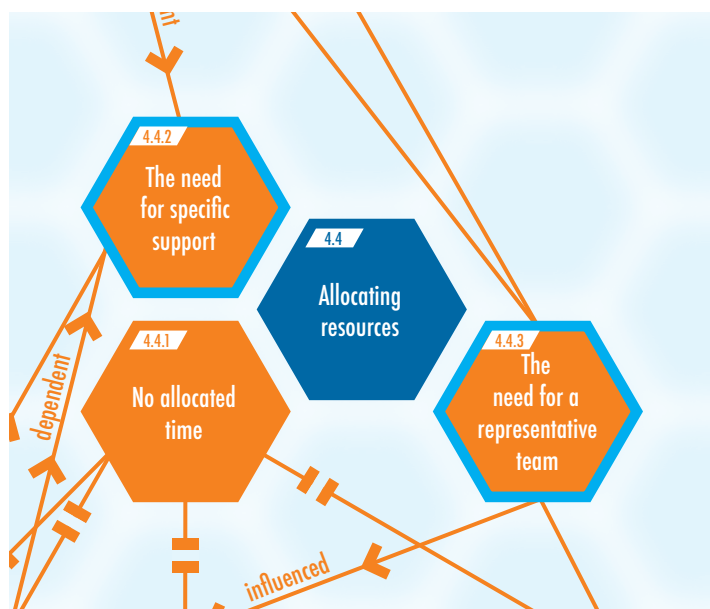 4.4.2
The need
for specific
support
4.4
Allocating
resources
4.4.1
No allocated
time
4.4.3
The
need for a
representative
team
dependent
influenced